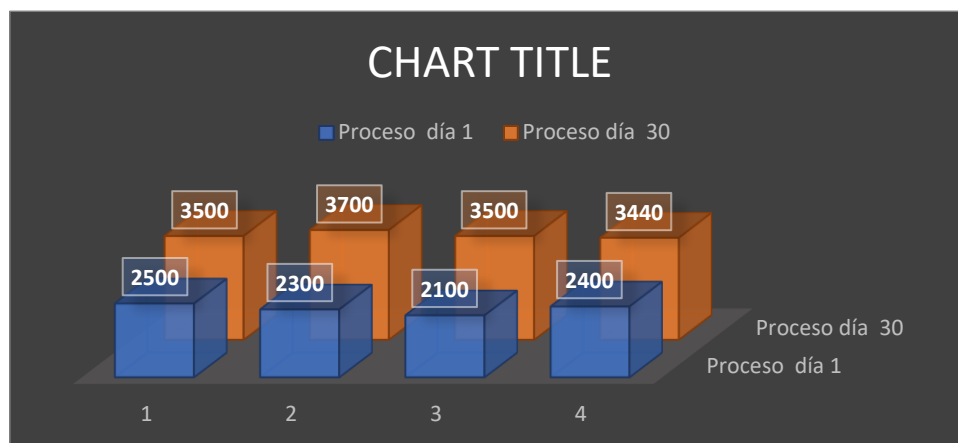 CHART TITLE
Proceso día 1 Proceso día 30
3500 3700 3500 3440
2500 2300 2100 2400
Proceso día 30
Proceso día 1
1 2 3 4